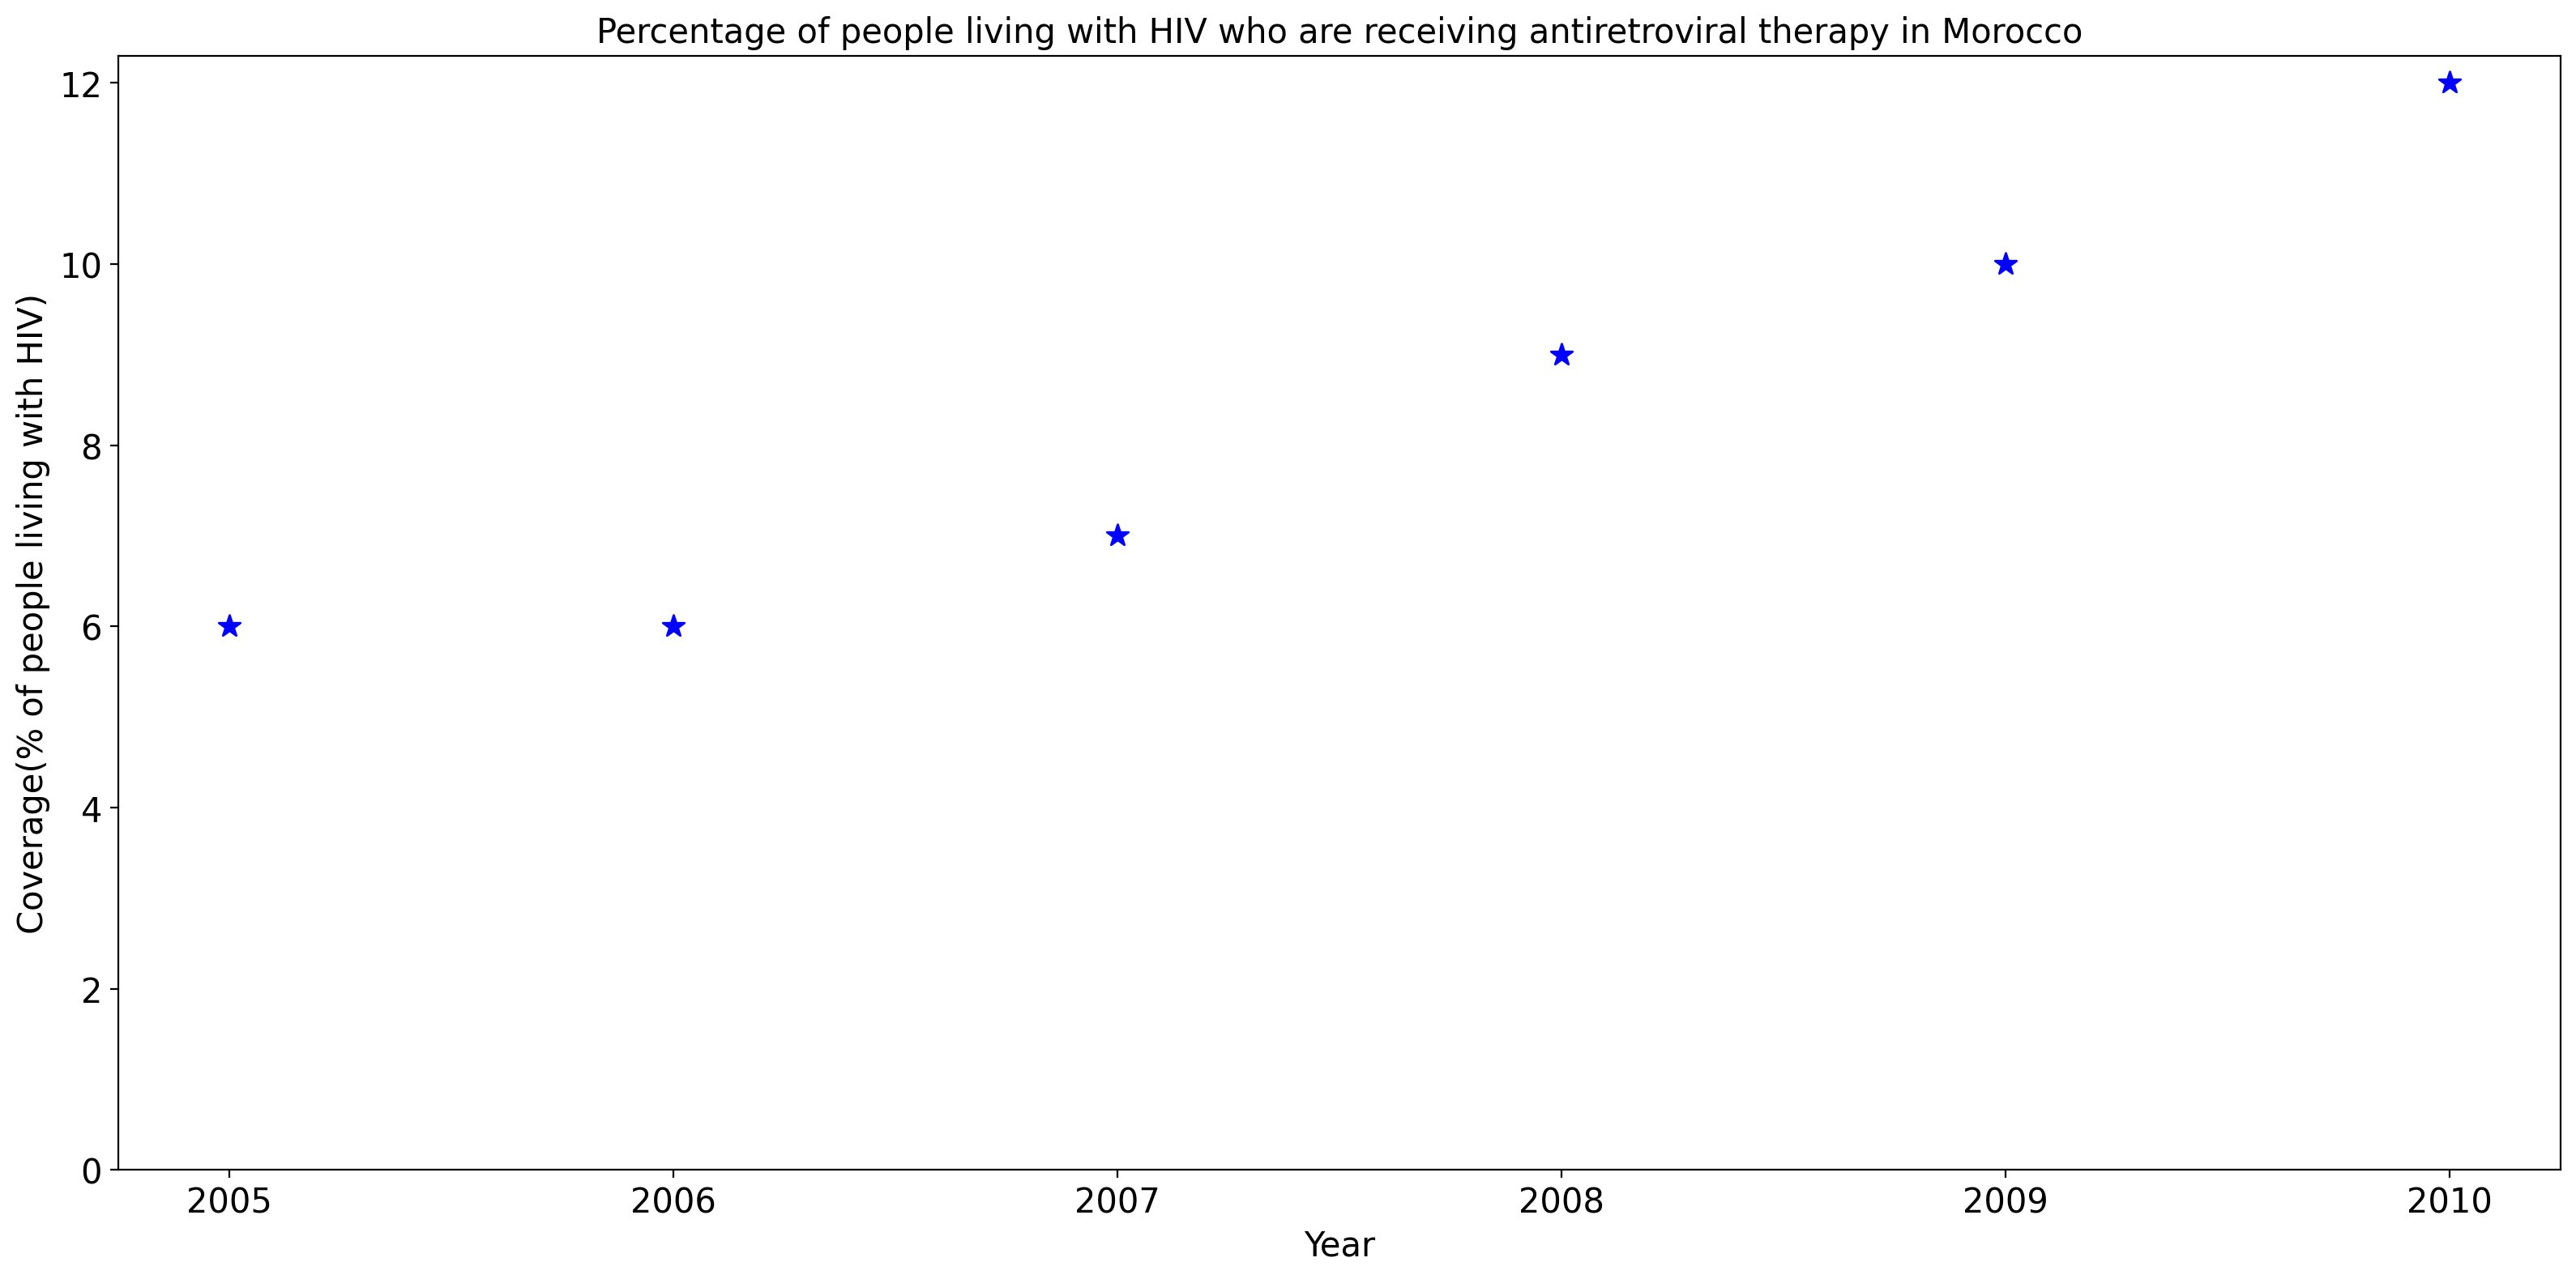 Percentage of people living with HIV who are receiving antiretroviral therapy in Morocco
Coverage(% of people living with HIV)
12
10
8
6
4
2
0
2005 2006 2007 2008 2009 2010
Year